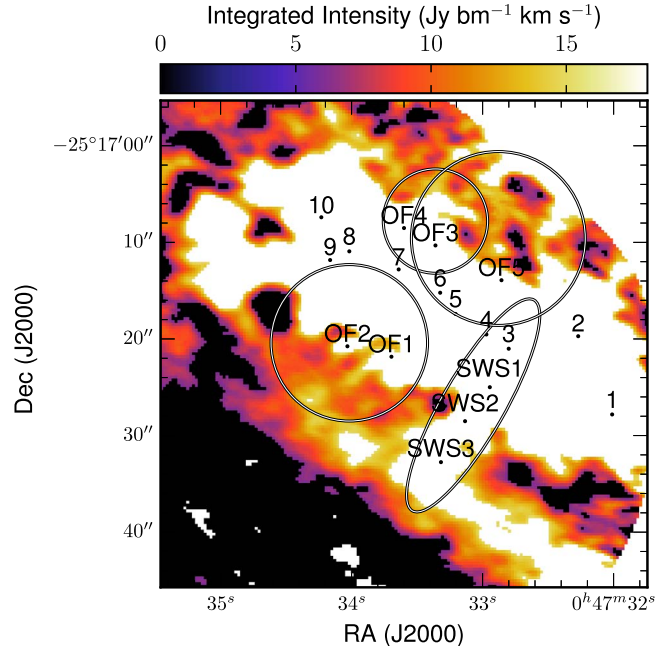 Integrated Intensity (Jy bm⁻¹ km s⁻¹)
0 5 10 15
−25°17′00″
10″
20″
30″
40″
Dec (J2000)
10
OF4
OF3
9 8
7
OF5
6
5
OF2 OF1
4 3 2
SWS1
SWS2
1
SWS3
35ˢ 34ˢ 33ˢ 0ʰ47ᵐ32ˢ
RA (J2000)